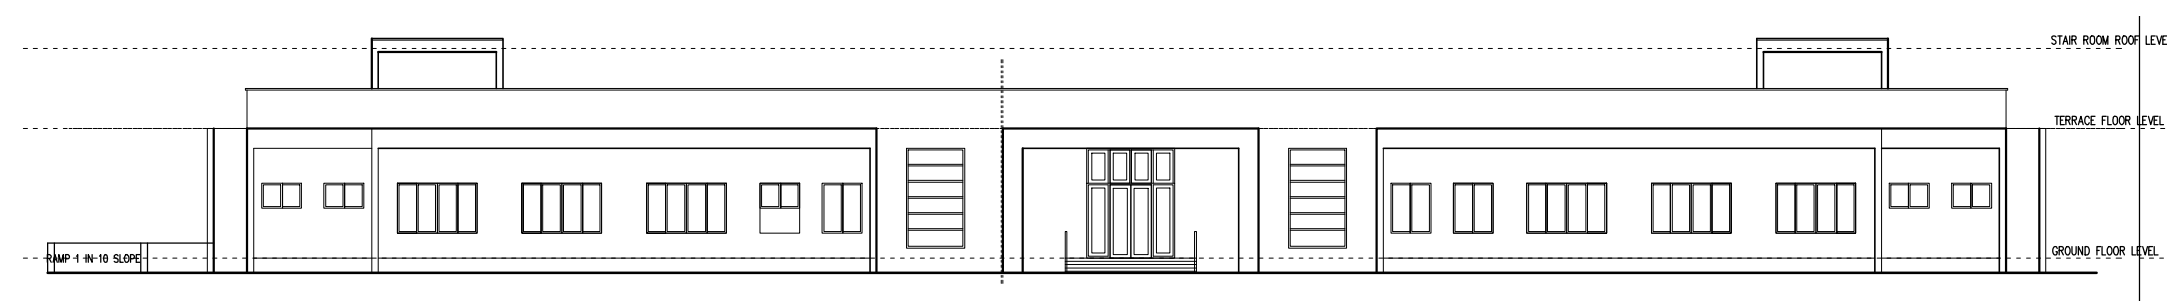 STAIR ROOM ROOF LEVE
TERRACE FLOOR LEVEL
GROUND FLOOR LEVEL
RAMP 1 IN 10 SLOPE